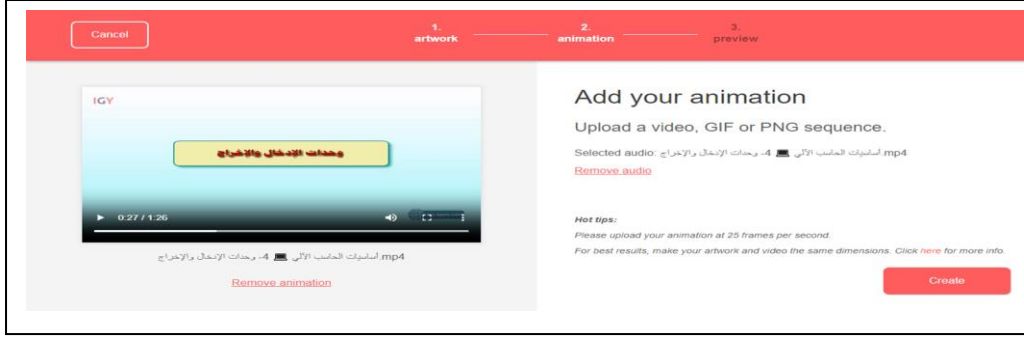 Cancel
1.
artwork
2.
animation
3.
preview
IGY
وحدات الإدخال والإخراج
0:27 / 1:26
أساسيات الحاسب الآلي 💻 4- وحدات الإدخال والإخراج.mp4
Remove animation
Add your animation
Upload a video, GIF or PNG sequence.
Selected audio: أساسيات الحاسب الآلي 💻 4- وحدات الإدخال والإخراج.mp4
Remove audio
Hot tips:
Please upload your animation at 25 frames per second.
For best results, make your artwork and video the same dimensions. Click here for more info.
Create